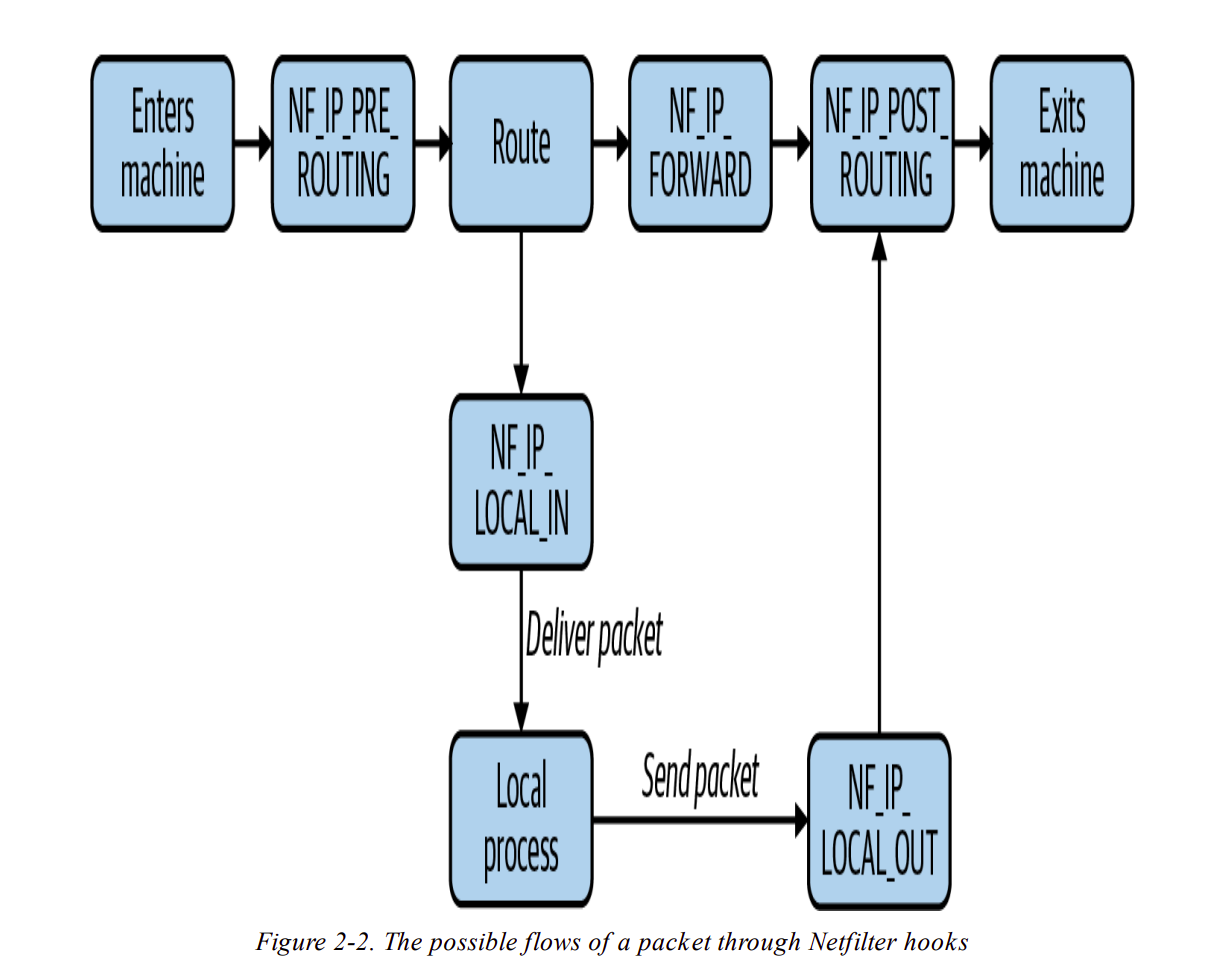 Enters
machine
NF_IP_PRE_
ROUTING
Route
NF_IP_
FORWARD
NF_IP_POST_
ROUTING
Exits
machine
NF_IP_
LOCAL_IN
Deliver packet
Local
process
Send packet
NF_IP_
LOCAL_OUT
Figure 2-2. The possible flows of a packet through Netfilter hooks